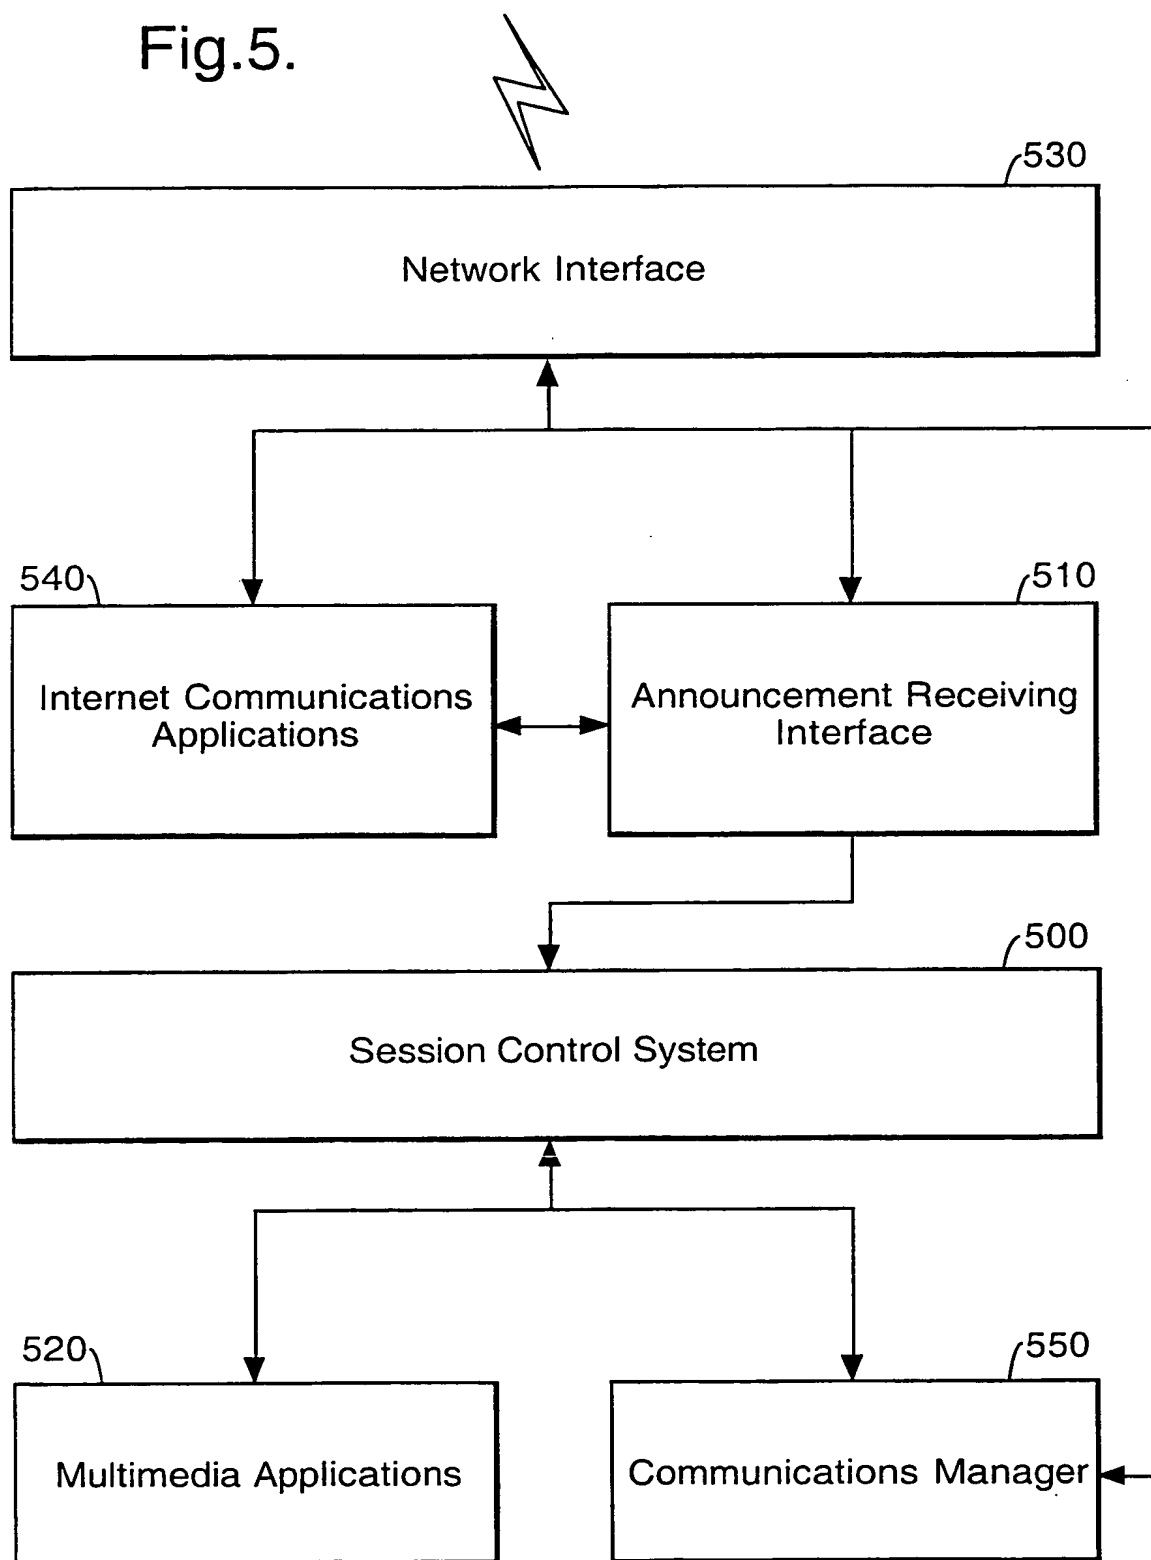 Fig.5.
530
Network Interface
540
510
Internet Communications
Applications
Announcement Receiving
Interface
500
Session Control System
520
550
Multimedia Applications
Communications Manager